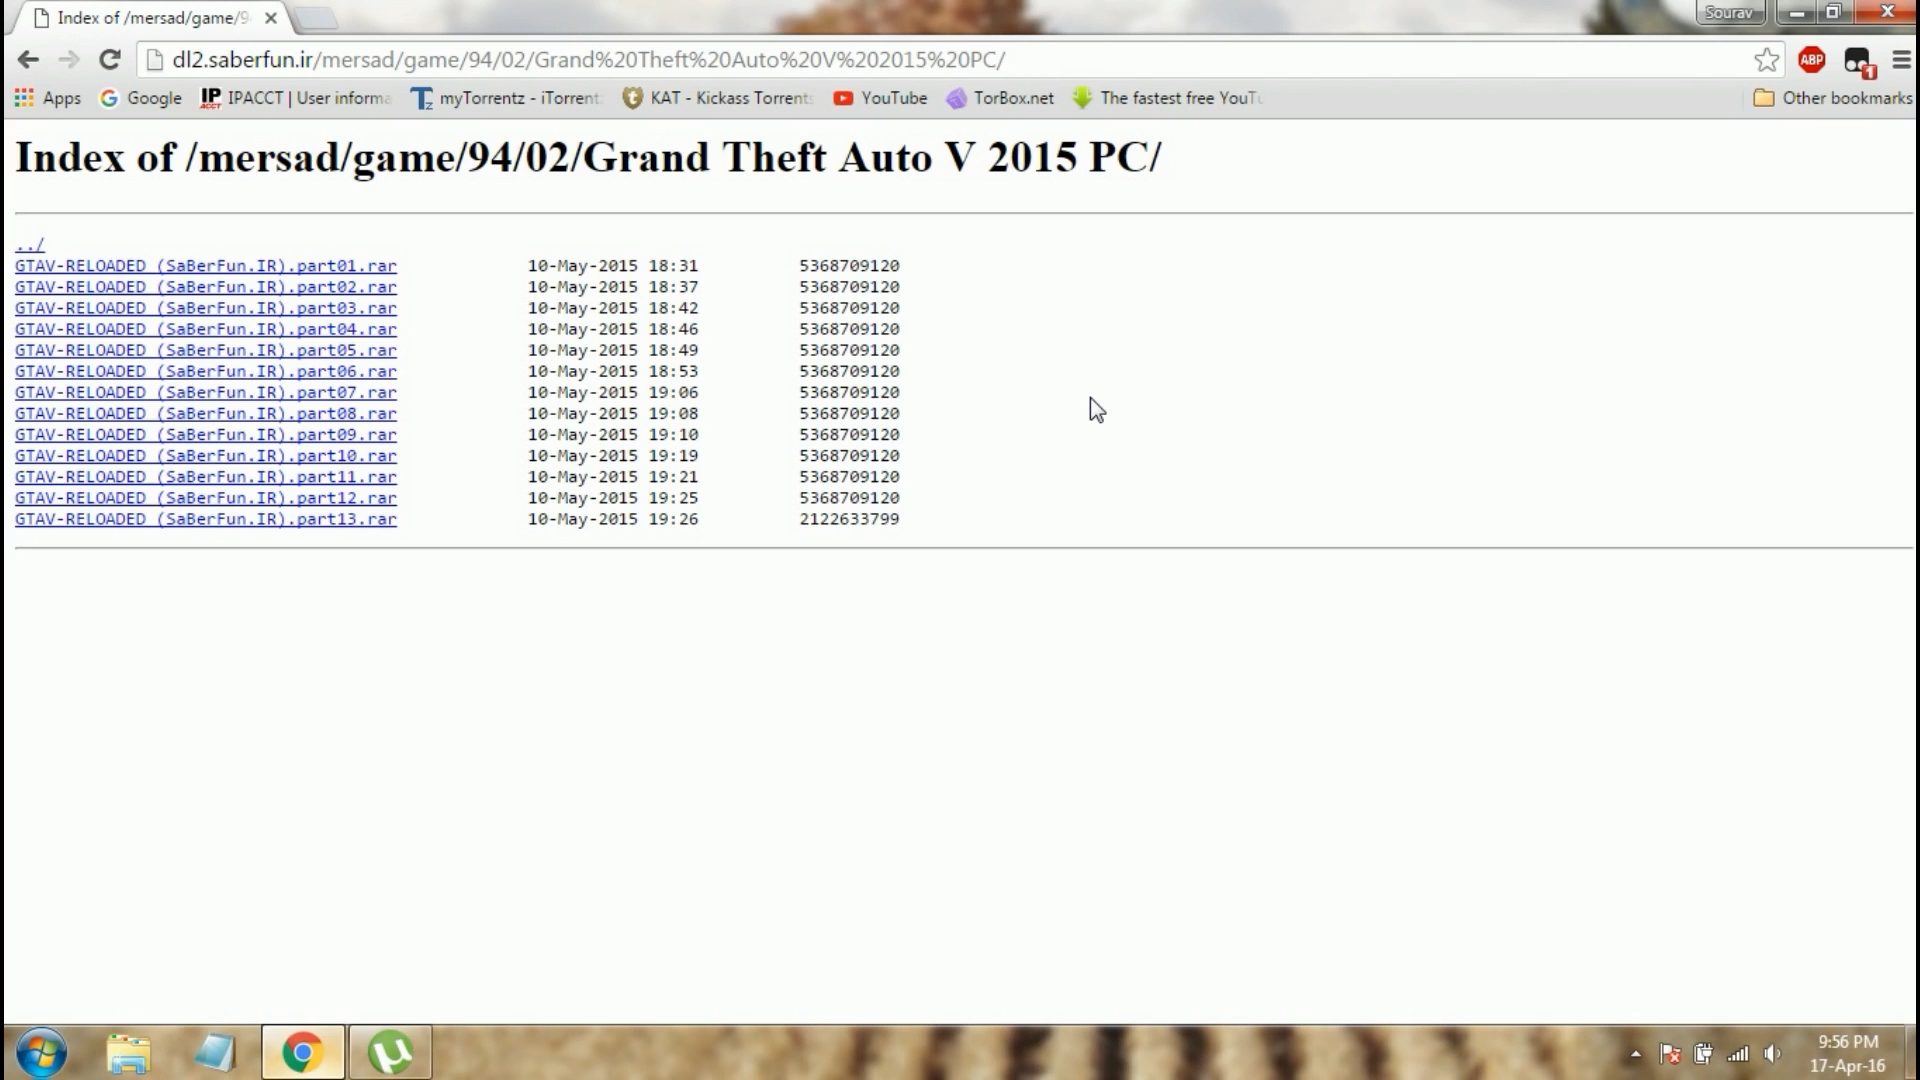 Index of /mersad/game/9
Sourav
dl2.saberfun.ir/mersad/game/94/02/Grand%20Theft%20Auto%20V%202015%20PC/
ABP
1
Apps Google IP ACCT IPACCT | User informa Tz myTorrentz - iTorrent KAT - Kickass Torrent YouTube TorBox.net The fastest free YouTu Other bookmarks
Index of /mersad/game/94/02/Grand Theft Auto V 2015 PC/
../
GTAV-RELOADED (SaBerFun.IR).part01.rar 10-May-2015 18:31 5368709120
GTAV-RELOADED (SaBerFun.IR).part02.rar 10-May-2015 18:37 5368709120
GTAV-RELOADED (SaBerFun.IR).part03.rar 10-May-2015 18:42 5368709120
GTAV-RELOADED (SaBerFun.IR).part04.rar 10-May-2015 18:46 5368709120
GTAV-RELOADED (SaBerFun.IR).part05.rar 10-May-2015 18:49 5368709120
GTAV-RELOADED (SaBerFun.IR).part06.rar 10-May-2015 18:53 5368709120
GTAV-RELOADED (SaBerFun.IR).part07.rar 10-May-2015 19:06 5368709120
GTAV-RELOADED (SaBerFun.IR).part08.rar 10-May-2015 19:08 5368709120
GTAV-RELOADED (SaBerFun.IR).part09.rar 10-May-2015 19:10 5368709120
GTAV-RELOADED (SaBerFun.IR).part10.rar 10-May-2015 19:19 5368709120
GTAV-RELOADED (SaBerFun.IR).part11.rar 10-May-2015 19:21 5368709120
GTAV-RELOADED (SaBerFun.IR).part12.rar 10-May-2015 19:25 5368709120
GTAV-RELOADED (SaBerFun.IR).part13.rar 10-May-2015 19:26 2122633799
9:56 PM
17-Apr-16